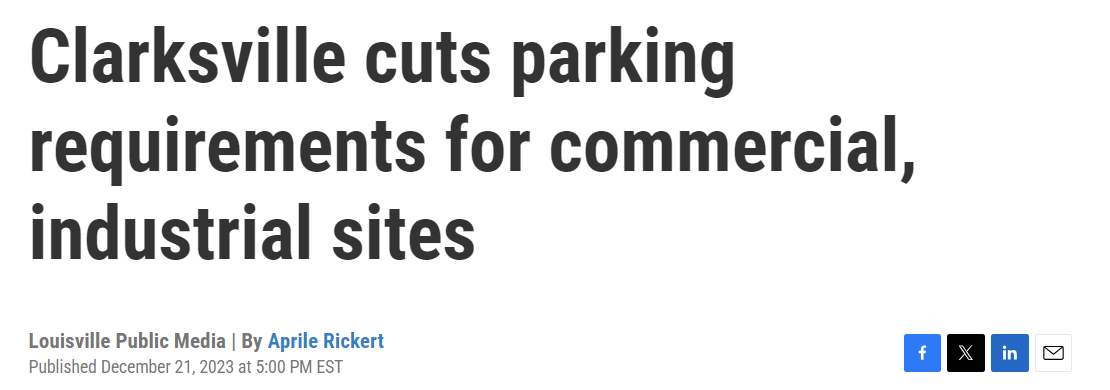 Clarksville cuts parking
requirements for commercial,
industrial sites
Louisville Public Media | By Aprile Rickert
Published December 21, 2023 at 5:00 PM EST